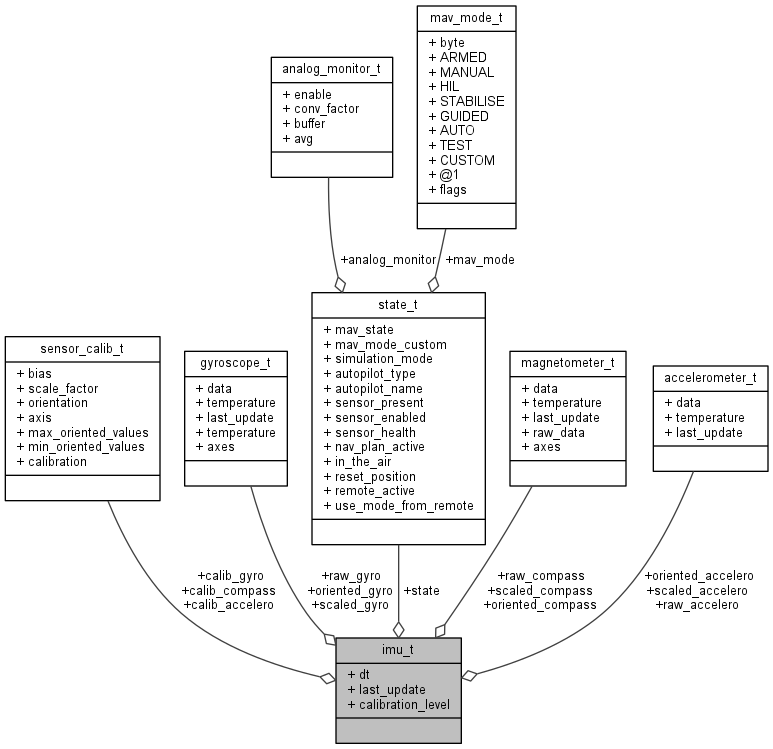 mav_mode_t
+ byte
+ ARMED
+ MANUAL
+ HIL
+ STABILISE
+ GUIDED
+ AUTO
+ TEST
+ CUSTOM
+ @1
+ flags
analog_monitor_t
+ enable
+ conv_factor
+ buffer
+ avg
+analog_monitor
+mav_mode
sensor_calib_t
+ bias
+ scale_factor
+ orientation
+ axis
+ max_oriented_values
+ min_oriented_values
+ calibration
gyroscope_t
+ data
+ temperature
+ last_update
+ temperature
+ axes
state_t
+ mav_state
+ mav_mode_custom
+ simulation_mode
+ autopilot_type
+ autopilot_name
+ sensor_present
+ sensor_enabled
+ sensor_health
+ nav_plan_active
+ in_the_air
+ reset_position
+ remote_active
+ use_mode_from_remote
magnetometer_t
+ data
+ temperature
+ last_update
+ raw_data
+ axes
accelerometer_t
+ data
+ temperature
+ last_update
+calib_gyro
+calib_compass
+calib_accelero
+raw_gyro
+oriented_gyro
+scaled_gyro
+state
+raw_compass
+scaled_compass
+oriented_compass
+oriented_accelero
+scaled_accelero
+raw_accelero
imu_t
+ dt
+ last_update
+ calibration_level